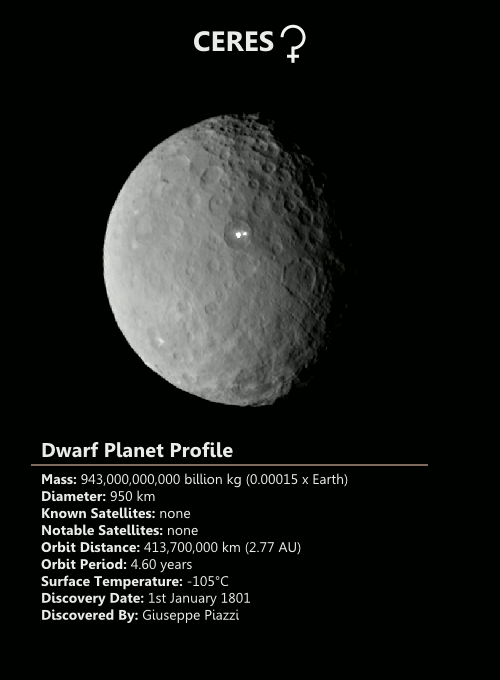 CERES ⚳
Dwarf Planet Profile
Mass: 943,000,000,000 billion kg (0.00015 x Earth)
Diameter: 950 km
Known Satellites: none
Notable Satellites: none
Orbit Distance: 413,700,000 km (2.77 AU)
Orbit Period: 4.60 years
Surface Temperature: -105°C
Discovery Date: 1st January 1801
Discovered By: Giuseppe Piazzi